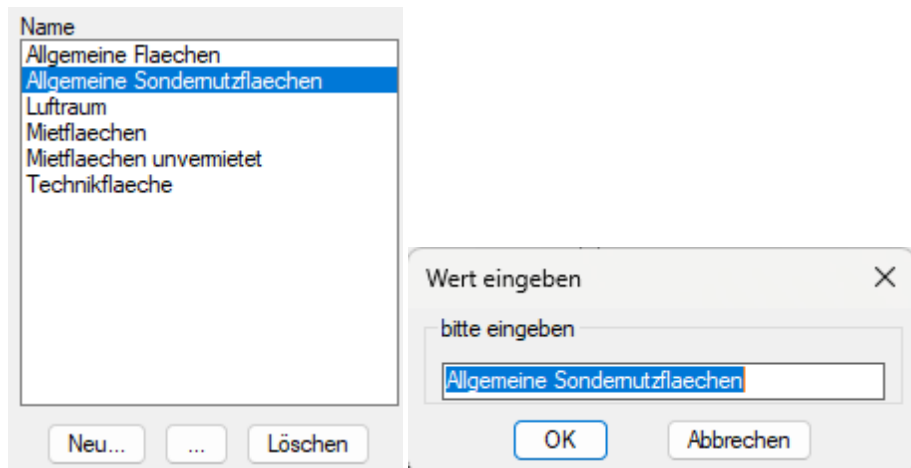 Name
Allgemeine Flaechen
Allgemeine Sondernutzflaechen
Luftraum
Mietflaechen
Mietflaechen unvermietet
Technikflaeche
Neu...
...
Löschen
Wert eingeben
bitte eingeben
Allgemeine Sondernutzflaechen
OK
Abbrechen